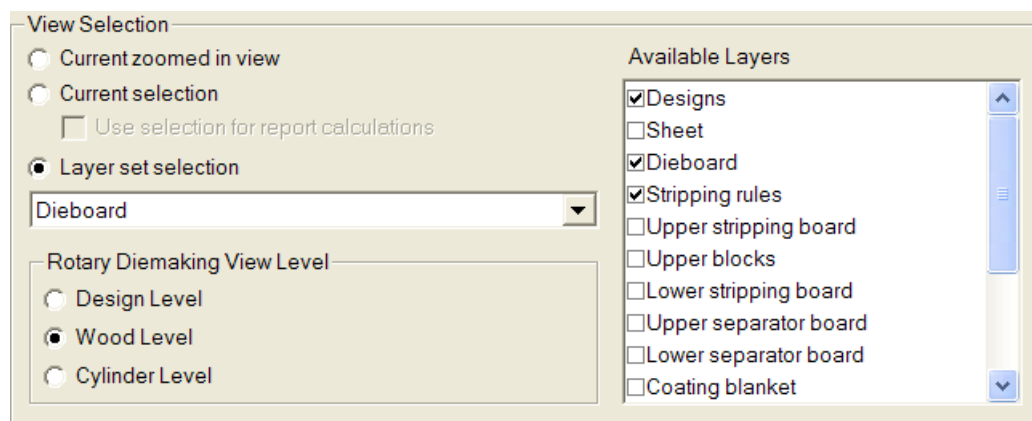 View Selection
Current zoomed in view
Current selection
Use selection for report calculations
Layer set selection
Dieboard
Rotary Diemaking View Level
Design Level
Wood Level
Cylinder Level
Available Layers
Designs
Sheet
Dieboard
Stripping rules
Upper stripping board
Upper blocks
Lower stripping board
Upper separator board
Lower separator board
Coating blanket